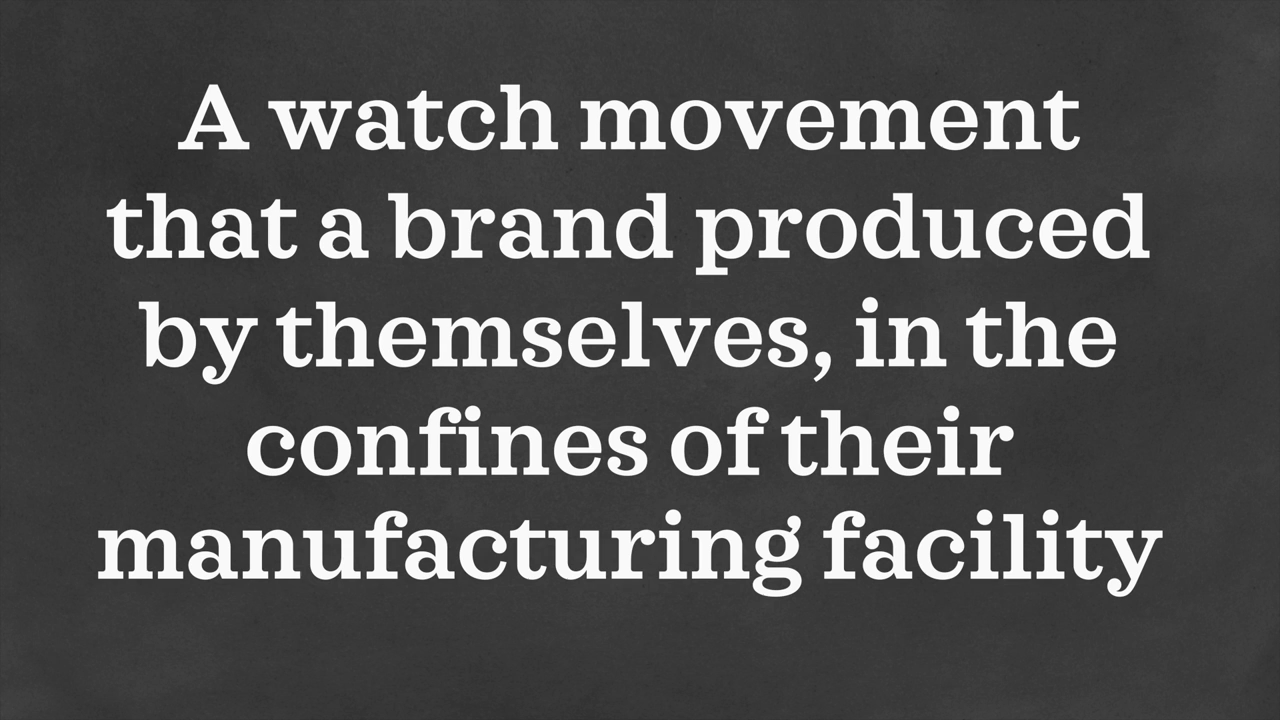 A watch movement
that a brand produced
by themselves, in the
confines of their
manufacturing facility